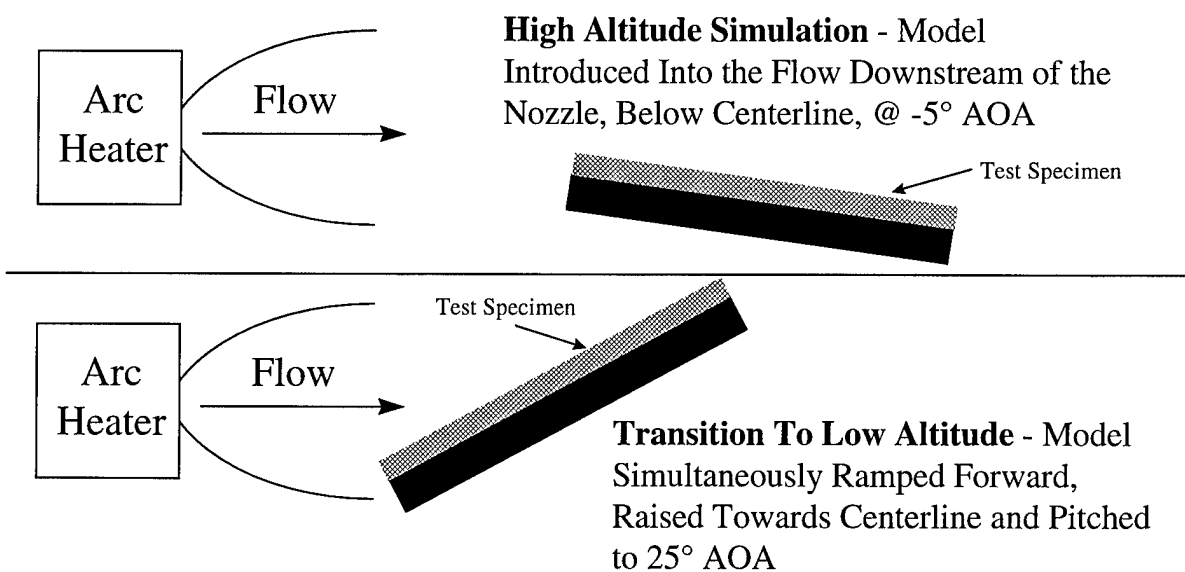 Arc
Heater
Flow
High Altitude Simulation - Model
Introduced Into the Flow Downstream of the
Nozzle, Below Centerline, @ -5° AOA
Test Specimen
Arc
Heater
Flow
Test Specimen
Transition To Low Altitude - Model
Simultaneously Ramped Forward,
Raised Towards Centerline and Pitched
to 25° AOA